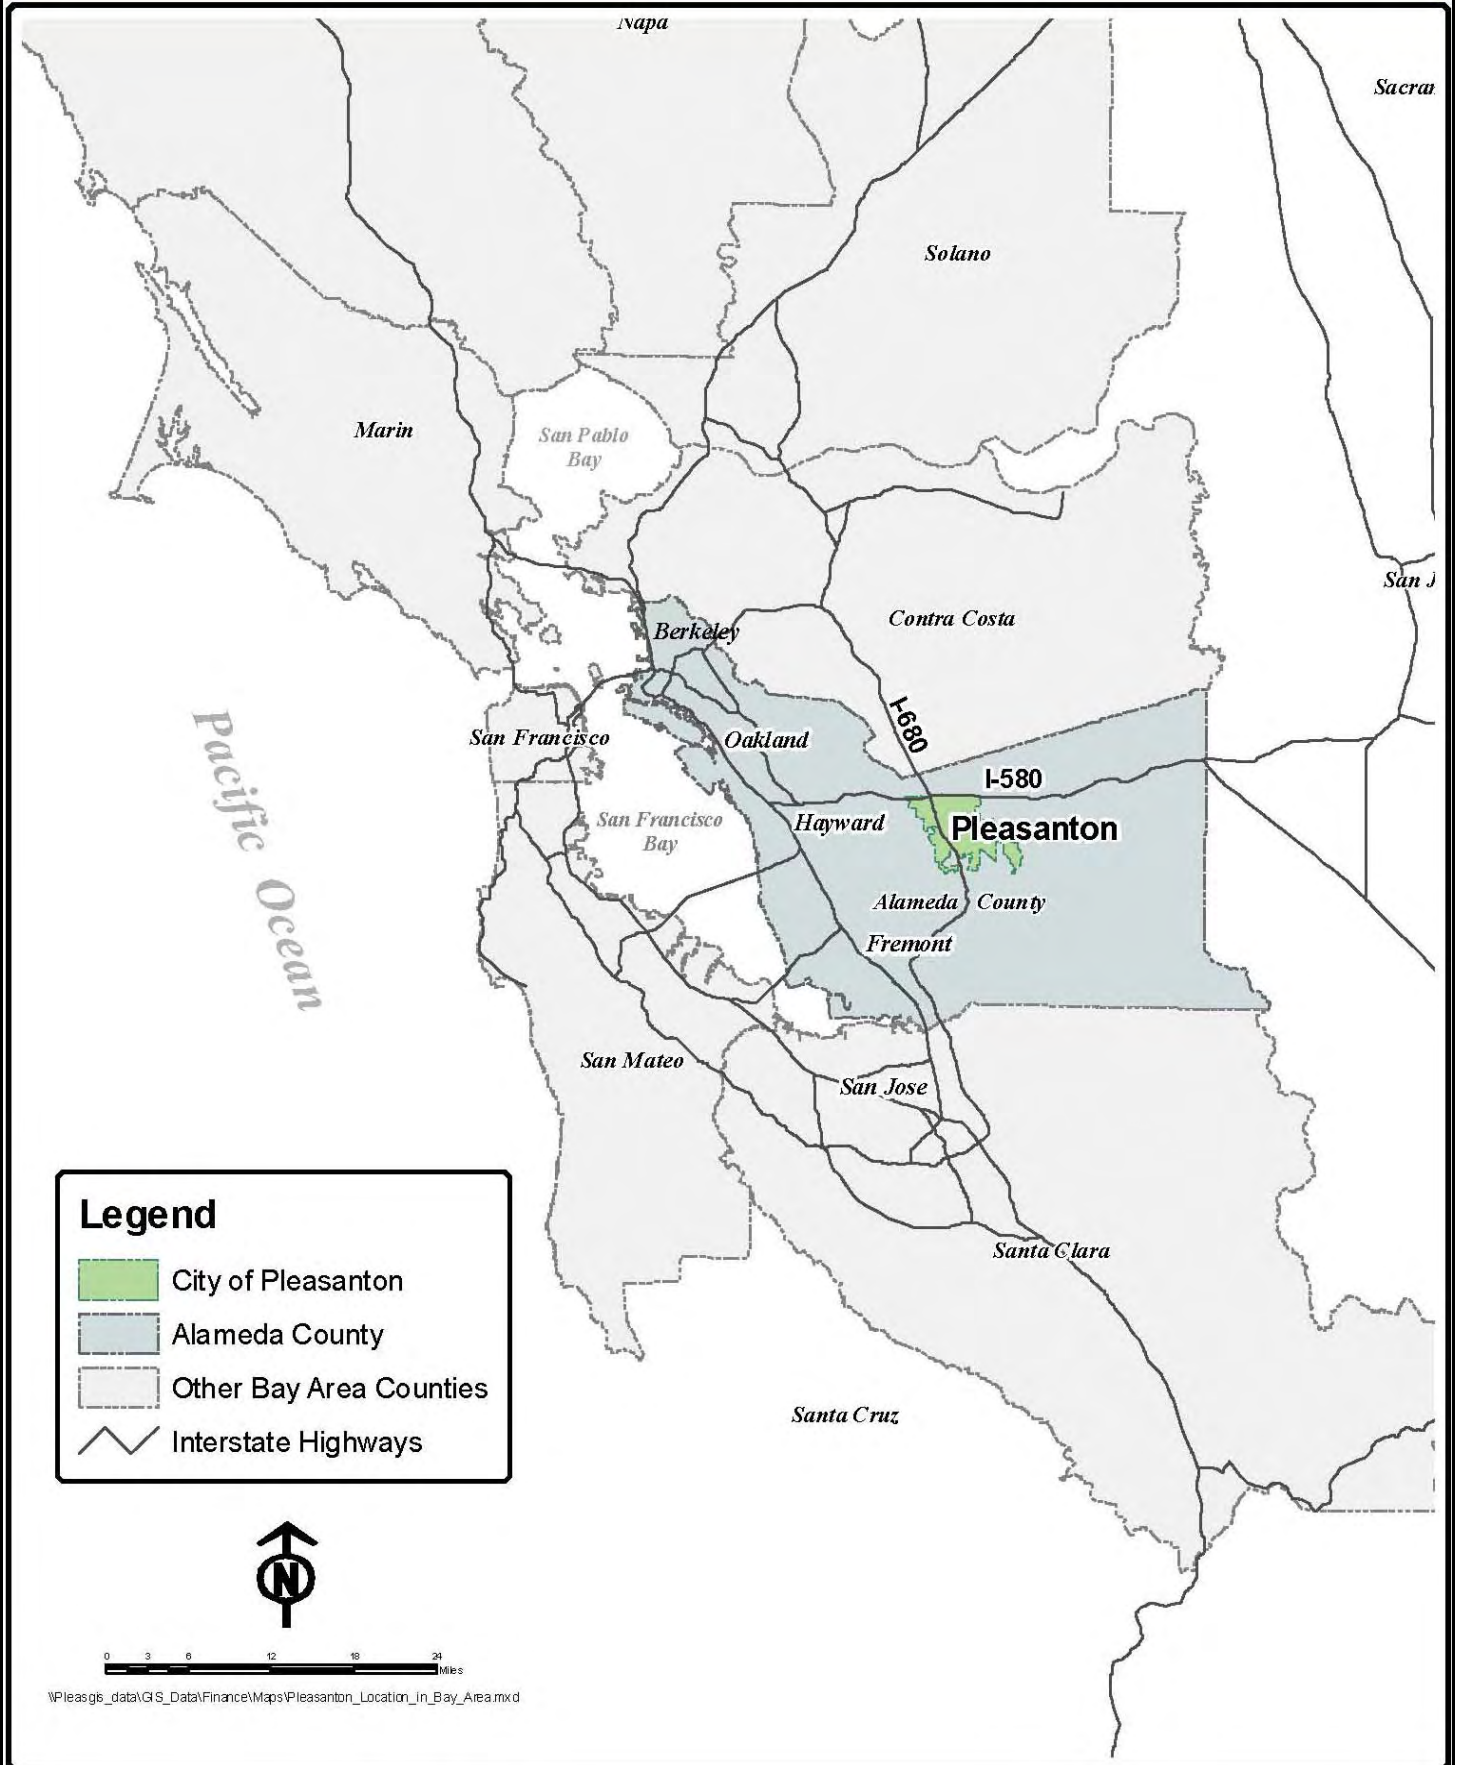 Napa
Sacran
Solano
Marin
San Pablo
Bay
San J
Contra Costa
Berkeley
I-680
Pacific Ocean
San Francisco
Oakland
I-580
San Francisco
Bay
Hayward
Pleasanton
Alameda County
Fremont
San Mateo
San Jose
Legend
City of Pleasanton
Alameda County
Other Bay Area Counties
Interstate Highways
Santa Clara
Santa Cruz
N
0 3 6 12 18 24
Miles
\\Pleasgis_data\GIS_Data\Finance\Maps\Pleasanton_Location_in_Bay_Area.mxd